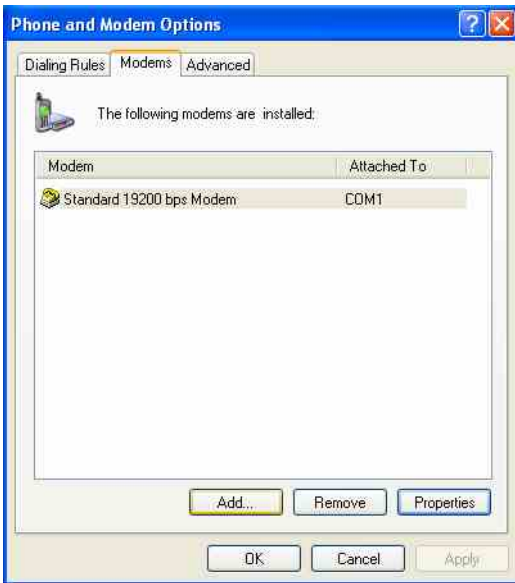 Phone and Modem Options
Dialing Rules Modems Advanced
The following modems are installed:
Modem Attached To
Standard 19200 bps Modem COM1
Add... Remove Properties
OK Cancel Apply